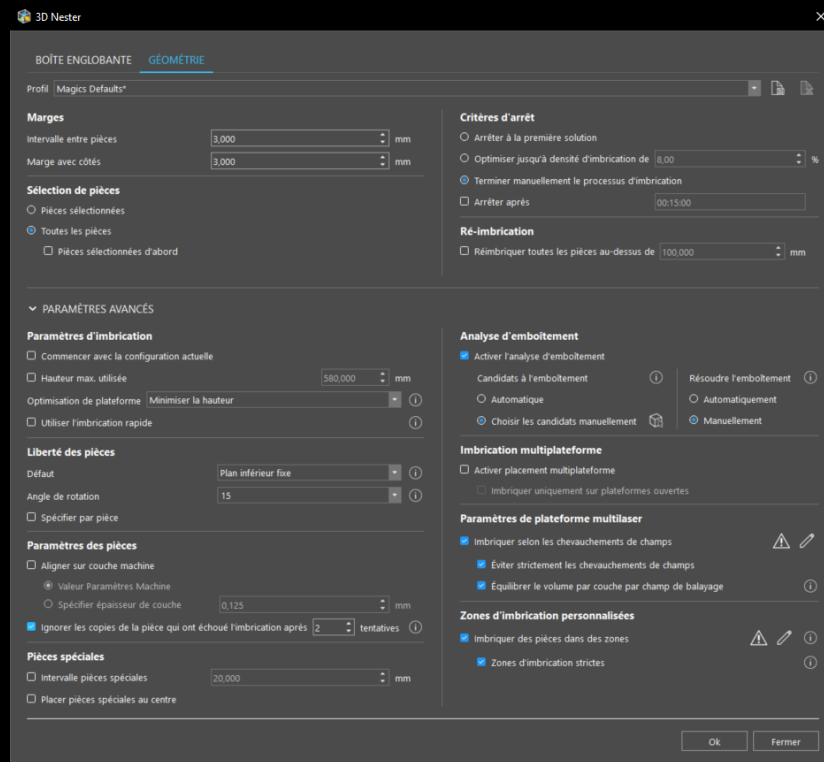 3D Nester
BOÎTE ENGLOBANTE GÉOMÉTRIE
Profil Magics Defaults*
Marges
Intervalle entre pièces 3,000 mm
Marge avec côtés 3,000 mm
Sélection de pièces
Pièces sélectionnées
Toutes les pièces
Pièces sélectionnées d'abord
Critères d'arrêt
Arrêter à la première solution
Optimiser jusqu'à densité d'imbrication de 8,00 %
Terminer manuellement le processus d'imbrication
Arrêter après 00:15:00
Ré-imbrication
Réimbriquer toutes les pièces au-dessus de 100,000 mm
PARAMÈTRES AVANCÉS
Paramètres d'imbrication
Commencer avec la configuration actuelle
Hauteur max. utilisée 580,000 mm
Optimisation de plateforme Minimiser la hauteur
Utiliser l'imbrication rapide
Liberté des pièces
Défaut Plan inférieur fixe
Angle de rotation 15
Spécifier par pièce
Paramètres des pièces
Aligner sur couche machine
Valeur Paramètres Machine
Spécifier épaisseur de couche 0,125 mm
Ignorer les copies de la pièce qui ont échoué l'imbrication après 2 tentatives
Pièces spéciales
Intervalle pièces spéciales 20,000 mm
Placer pièces spéciales au centre
Analyse d'emboîtement
Activer l'analyse d'emboîtement
Candidats à l'emboîtement
Automatique
Choisir les candidats manuellement
Résoudre l'emboîtement
Automatiquement
Manuellement
Imbrication multiplateforme
Activer placement multiplateforme
Imbriquer uniquement sur plateformes ouvertes
Paramètres de plateforme multilaser
Imbriquer selon les chevauchements de champs
Éviter strictement les chevauchements de champs
Équilibrer le volume par couche par champ de balayage
Zones d'imbrication personnalisées
Imbriquer des pièces dans des zones
Zones d'imbrication strictes
Ok Fermer